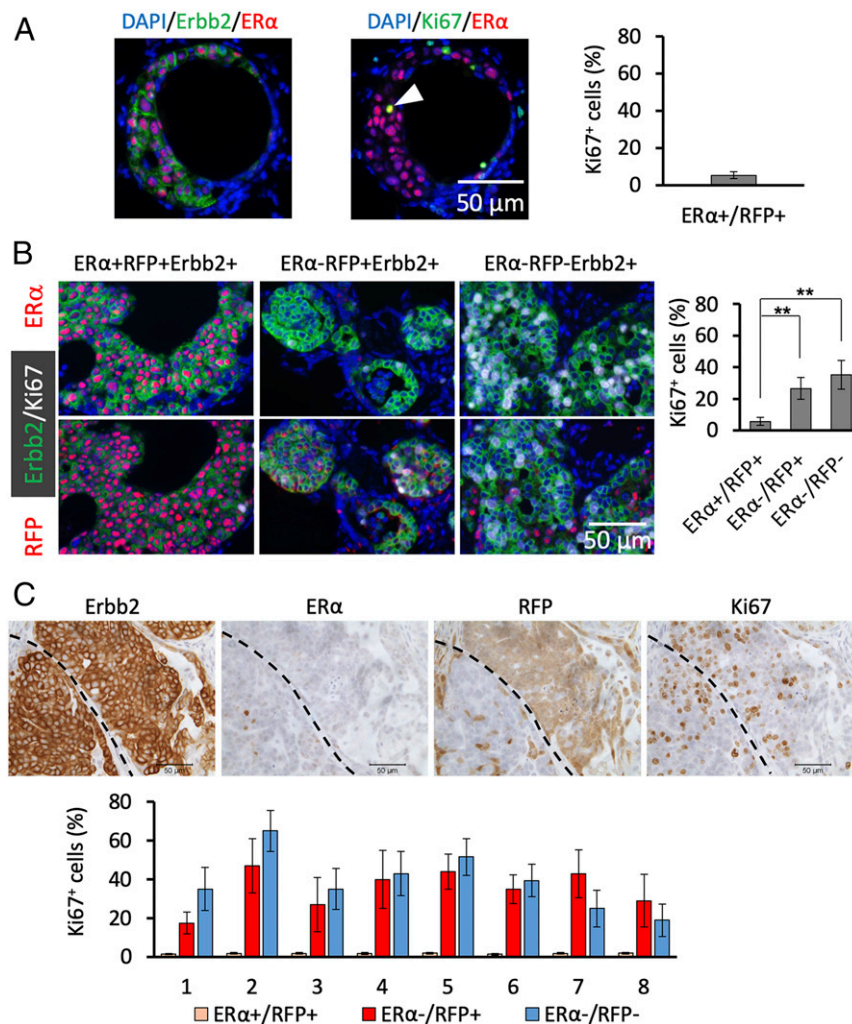 A
DAPI/Erbb2/ERα
DAPI/Ki67/ERα
50 µm
Ki67⁺ cells (%)
80
60
40
20
0
ERα+/RFP+
B
ERα+RFP+Erbb2+
ERα-RFP+Erbb2+
ERα-RFP-Erbb2+
ERα
Erbb2/Ki67
RFP
50 µm
Ki67⁺ cells (%)
80
60
40
20
0
**
**
ERα+/RFP+
ERα-/RFP+
ERα-/RFP-
C
Erbb2
ERα
RFP
Ki67
50 µm
50 µm
50 µm
50 µm
Ki67⁺ cells (%)
80
60
40
20
0
1 2 3 4 5 6 7 8
ERα+/RFP+ ERα-/RFP+ ERα-/RFP-